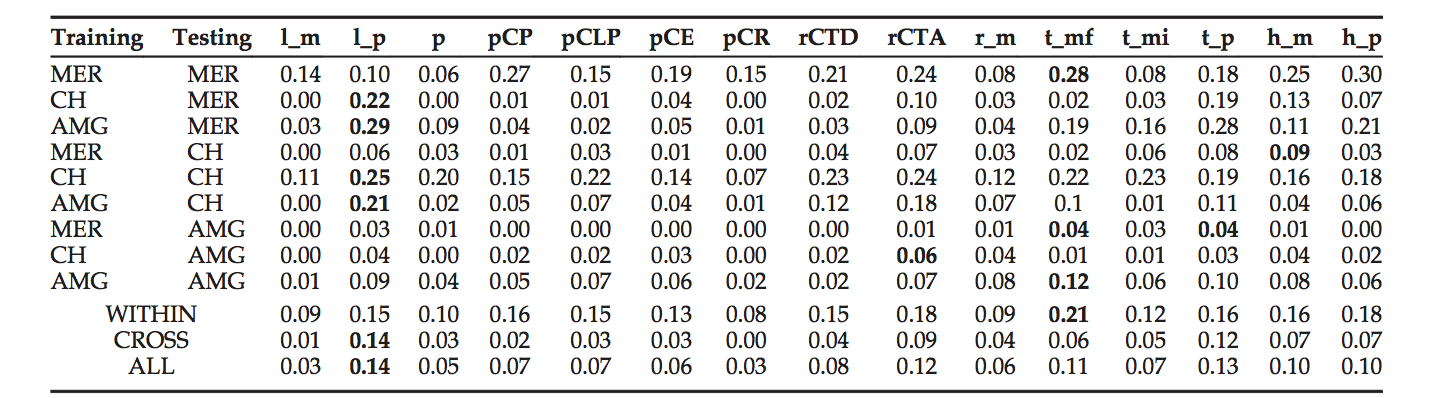 Training Testing l_m l_p p pCP pCLP pCE pCR rCTD rCTA r_m t_mf t_mi t_p h_m h_p
MER MER 0.14 0.10 0.06 0.27 0.15 0.19 0.15 0.21 0.24 0.08 0.28 0.08 0.18 0.25 0.30
CH MER 0.00 0.22 0.00 0.01 0.01 0.04 0.00 0.02 0.10 0.03 0.02 0.03 0.19 0.13 0.07
AMG MER 0.03 0.29 0.09 0.04 0.02 0.05 0.01 0.03 0.09 0.04 0.19 0.16 0.28 0.11 0.21
MER CH 0.00 0.06 0.03 0.01 0.03 0.01 0.00 0.04 0.07 0.03 0.02 0.06 0.08 0.09 0.03
CH CH 0.11 0.25 0.20 0.15 0.22 0.14 0.07 0.23 0.24 0.12 0.22 0.23 0.19 0.16 0.18
AMG CH 0.00 0.21 0.02 0.05 0.07 0.04 0.01 0.12 0.18 0.07 0.1 0.01 0.11 0.04 0.06
MER AMG 0.00 0.03 0.01 0.00 0.00 0.00 0.00 0.00 0.01 0.01 0.04 0.03 0.04 0.01 0.00
CH AMG 0.00 0.04 0.00 0.02 0.02 0.03 0.00 0.02 0.06 0.04 0.01 0.01 0.03 0.04 0.02
AMG AMG 0.01 0.09 0.04 0.05 0.07 0.06 0.02 0.02 0.07 0.08 0.12 0.06 0.10 0.08 0.06
WITHIN 0.09 0.15 0.10 0.16 0.15 0.13 0.08 0.15 0.18 0.09 0.21 0.12 0.16 0.16 0.18
CROSS 0.01 0.14 0.03 0.02 0.03 0.03 0.00 0.04 0.09 0.04 0.06 0.05 0.12 0.07 0.07
ALL 0.03 0.14 0.05 0.07 0.07 0.06 0.03 0.08 0.12 0.06 0.11 0.07 0.13 0.10 0.10